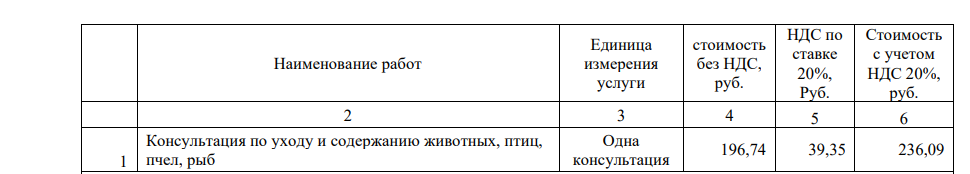 Наименование работ
Единица
измерения
услуги
стоимость
без НДС,
руб.
НДС по
ставке
20%,
Руб.
Стоимость
с учетом
НДС 20%,
руб.
2
3
4
5
6
1
Консультация по уходу и содержанию животных, птиц,
пчел, рыб
Одна
консультация
196,74
39,35
236,09